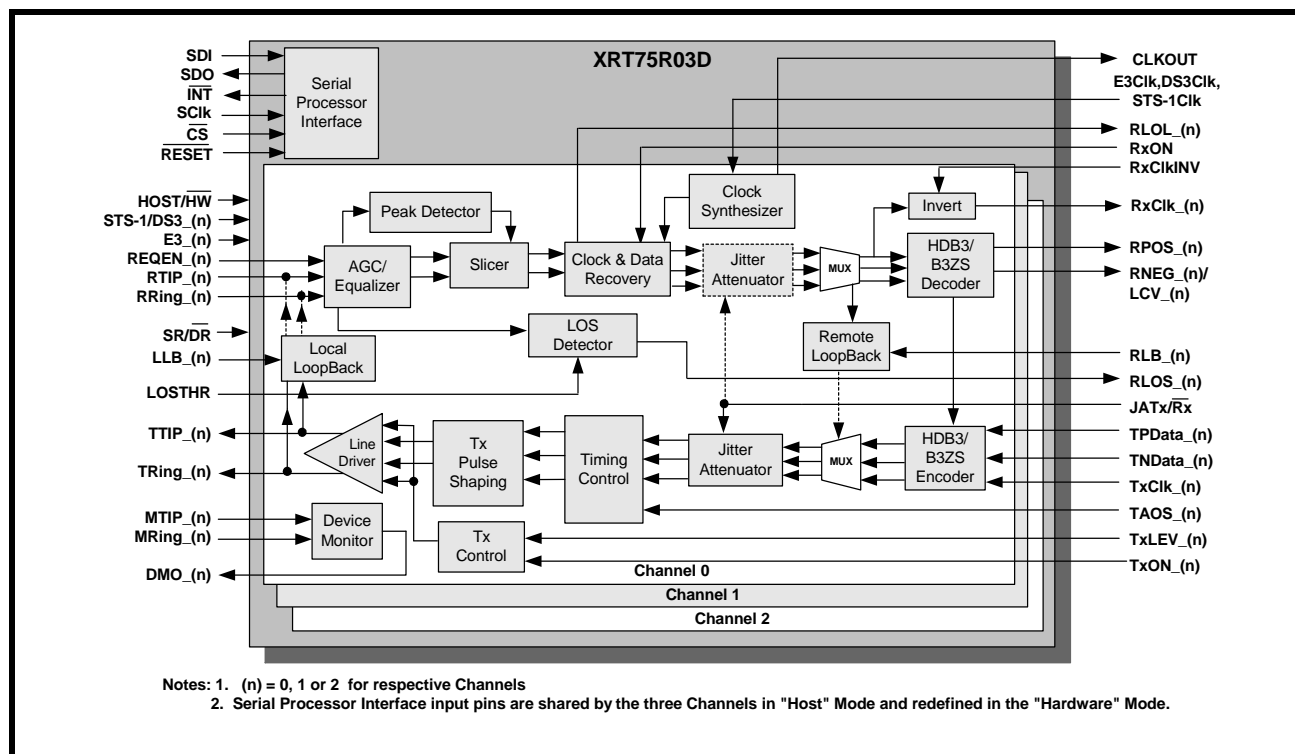 XRT75R03D
SDI
SDO
INT
SClk
CS
RESET
Serial
Processor
Interface
CLKOUT
E3Clk,DS3Clk,
STS-1Clk
RLOL_(n)
RxON
RxClkINV
RxClk_(n)
RPOS_(n)
RNEG_(n)/
LCV_(n)
RLB_(n)
RLOS_(n)
JATx/Rx
TPData_(n)
TNData_(n)
TxClk_(n)
TAOS_(n)
TxLEV_(n)
TxON_(n)
HOST/HW
STS-1/DS3_(n)
E3_(n)
REQEN_(n)
RTIP_(n)
RRing_(n)
SR/DR
LLB_(n)
LOSTHR
TTIP_(n)
TRing_(n)
MTIP_(n)
MRing_(n)
DMO_(n)
Peak Detector
AGC/
Equalizer
Slicer
Clock & Data
Recovery
Clock
Synthesizer
Jitter
Attenuator
MUX
Invert
HDB3/
B3ZS
Decoder
LOS
Detector
Remote
LoopBack
Local
LoopBack
Line
Driver
Tx
Pulse
Shaping
Timing
Control
Jitter
Attenuator
MUX
HDB3/
B3ZS
Encoder
Device
Monitor
Tx
Control
Channel 0
Channel 1
Channel 2
Notes: 1. (n) = 0, 1 or 2 for respective Channels
2. Serial Processor Interface input pins are shared by the three Channels in "Host" Mode and redefined in the "Hardware" Mode.